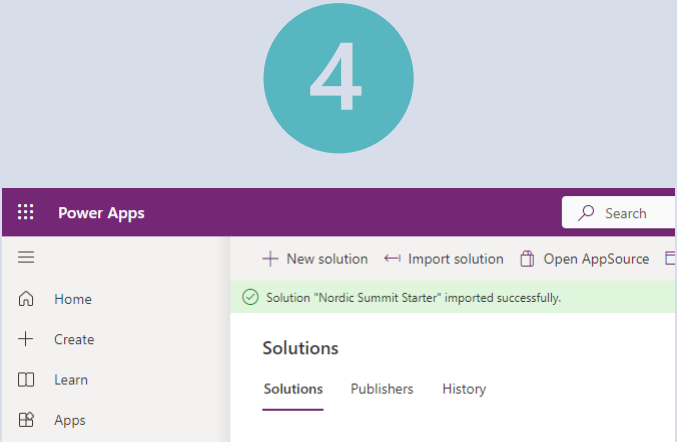 4
Power Apps
Search
New solution Import solution Open AppSource
Solution "Nordic Summit Starter" imported successfully.
Home
Create
Learn
Apps
Solutions
Solutions Publishers History